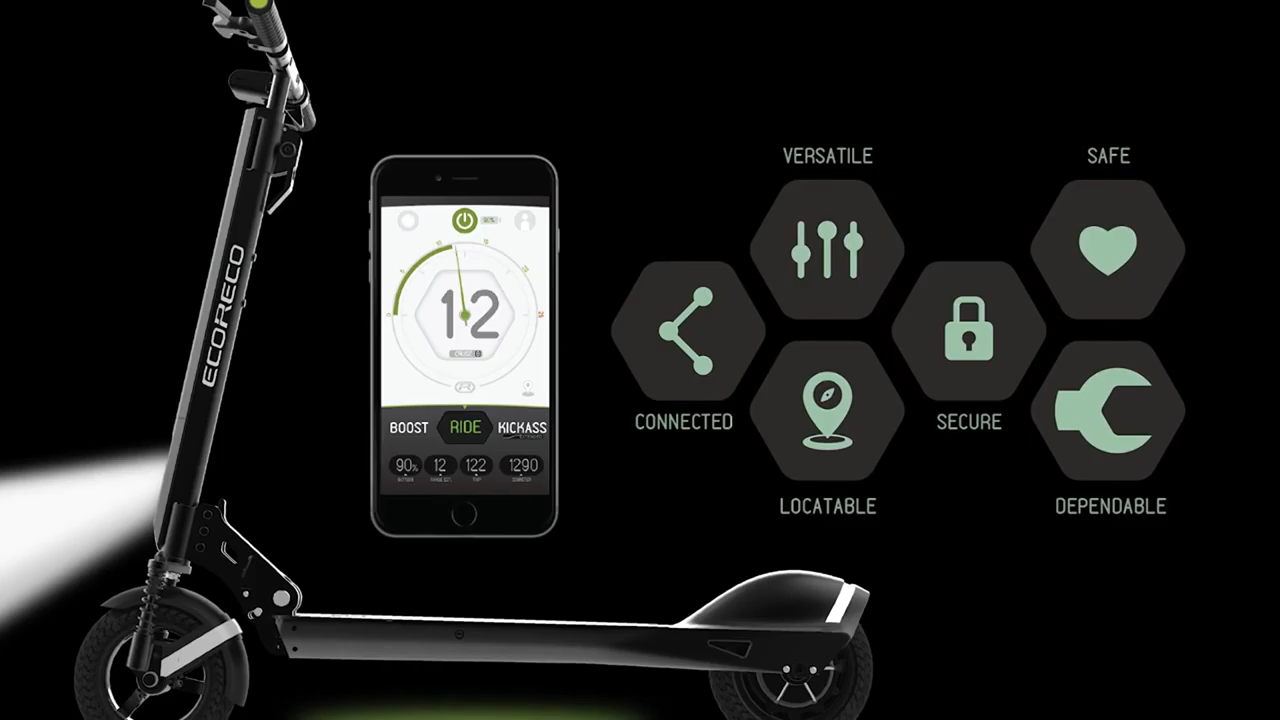 ECORECO
12
BOOST RIDE KICKASS
90% 12 122 1290
VERSATILE
SAFE
CONNECTED
SECURE
LOCATABLE
DEPENDABLE